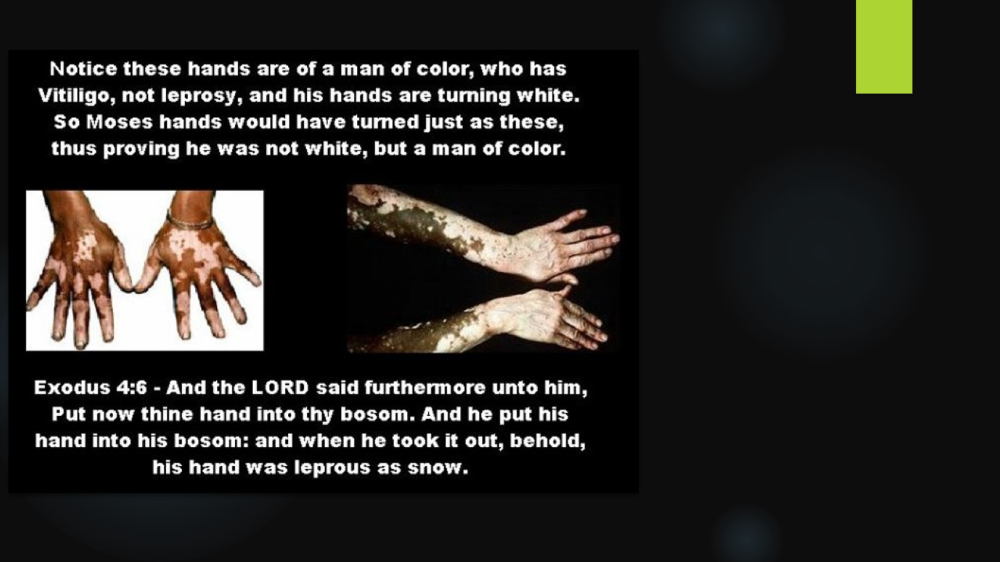 Notice these hands are of a man of color, who has
Vitiligo, not leprosy, and his hands are turning white.
So Moses hands would have turned just as these,
thus proving he was not white, but a man of color.
Exodus 4:6 - And the LORD said furthermore unto him,
Put now thine hand into thy bosom. And he put his
hand into his bosom: and when he took it out, behold,
his hand was leprous as snow.